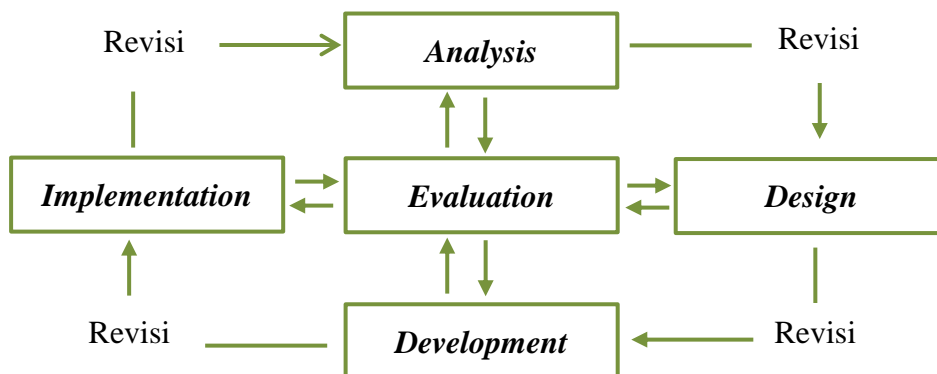 Revisi
Analysis
Revisi
Implementation
Evaluation
Design
Revisi
Development
Revisi